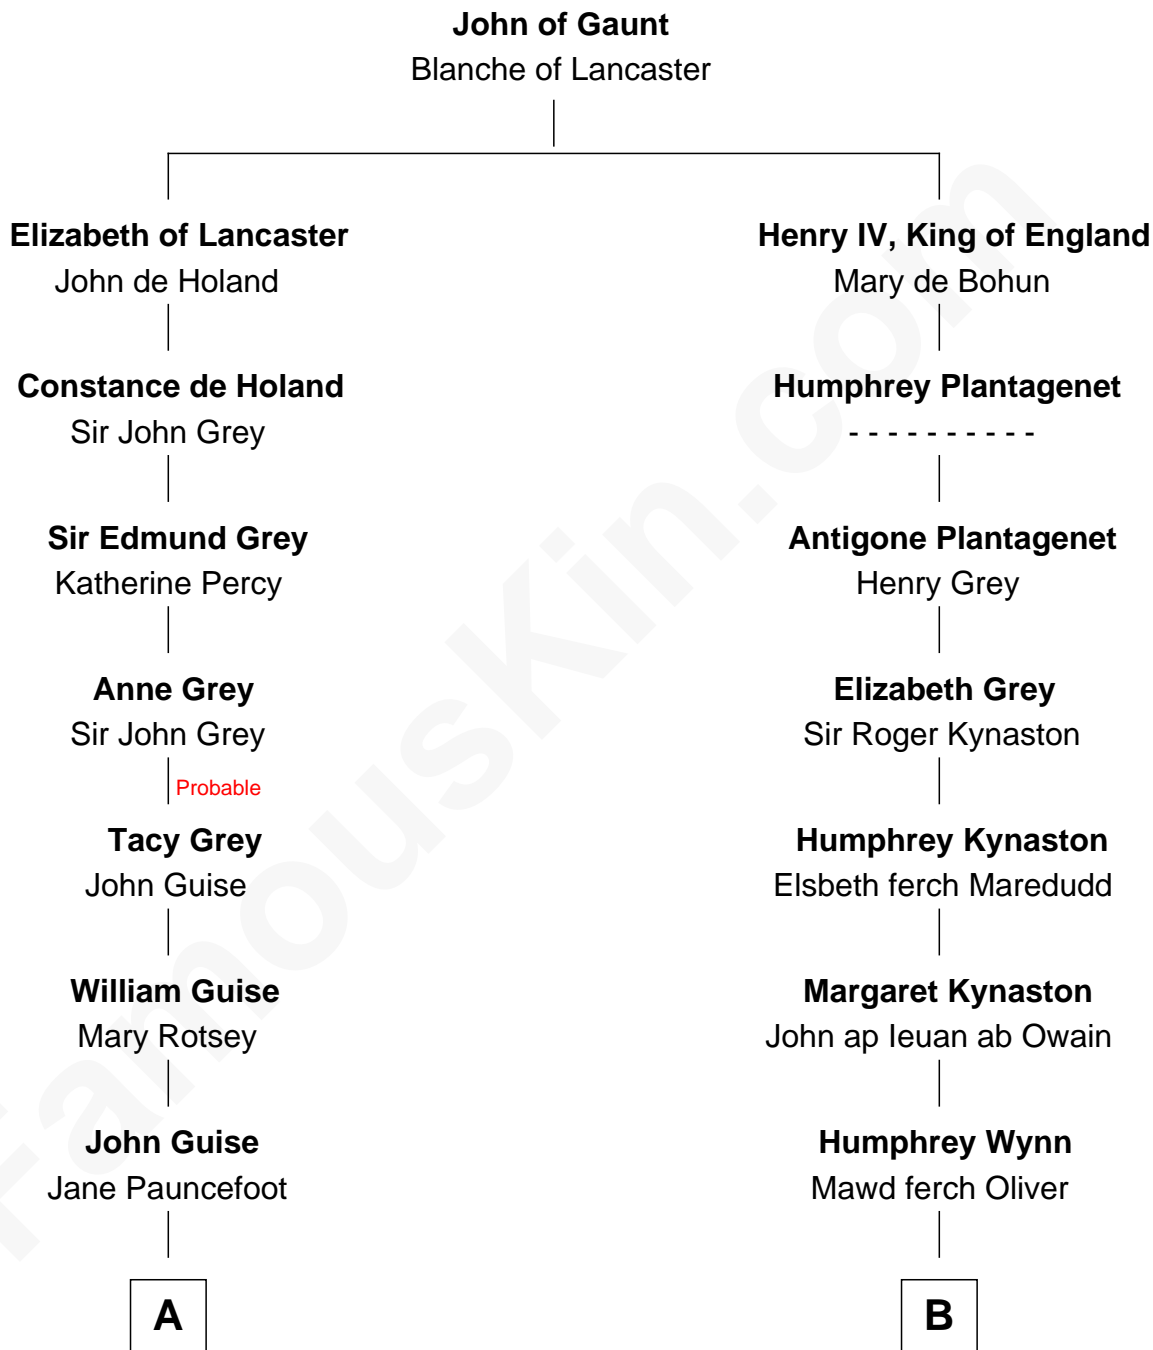 John of Gaunt
Blanche of Lancaster
Elizabeth of Lancaster
John de Holand
Henry IV, King of England
Mary de Bohun
Constance de Holand
Sir John Grey
Humphrey Plantagenet
- - - - - - - - - -
Sir Edmund Grey
Katherine Percy
Antigone Plantagenet
Henry Grey
Anne Grey
Sir John Grey
Elizabeth Grey
Sir Roger Kynaston
Probable
Tacy Grey
John Guise
Humphrey Kynaston
Elsbeth ferch Maredudd
William Guise
Mary Rotsey
Margaret Kynaston
John ap Ieuan ab Owain
John Guise
Jane Pauncefoot
Humphrey Wynn
Mawd ferch Oliver
A
B
FamousKin.com